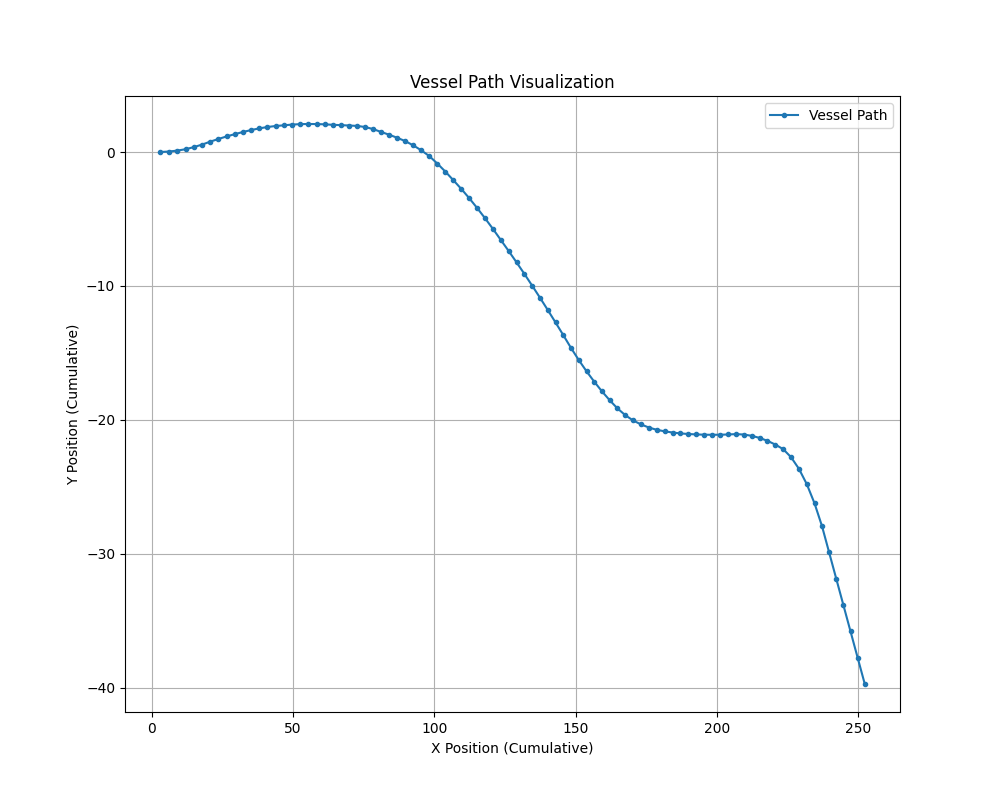 Vessel Path Visualization
Vessel Path
0
−10
−20
−30
−40
Y Position (Cumulative)
0 50 100 150 200 250
X Position (Cumulative)